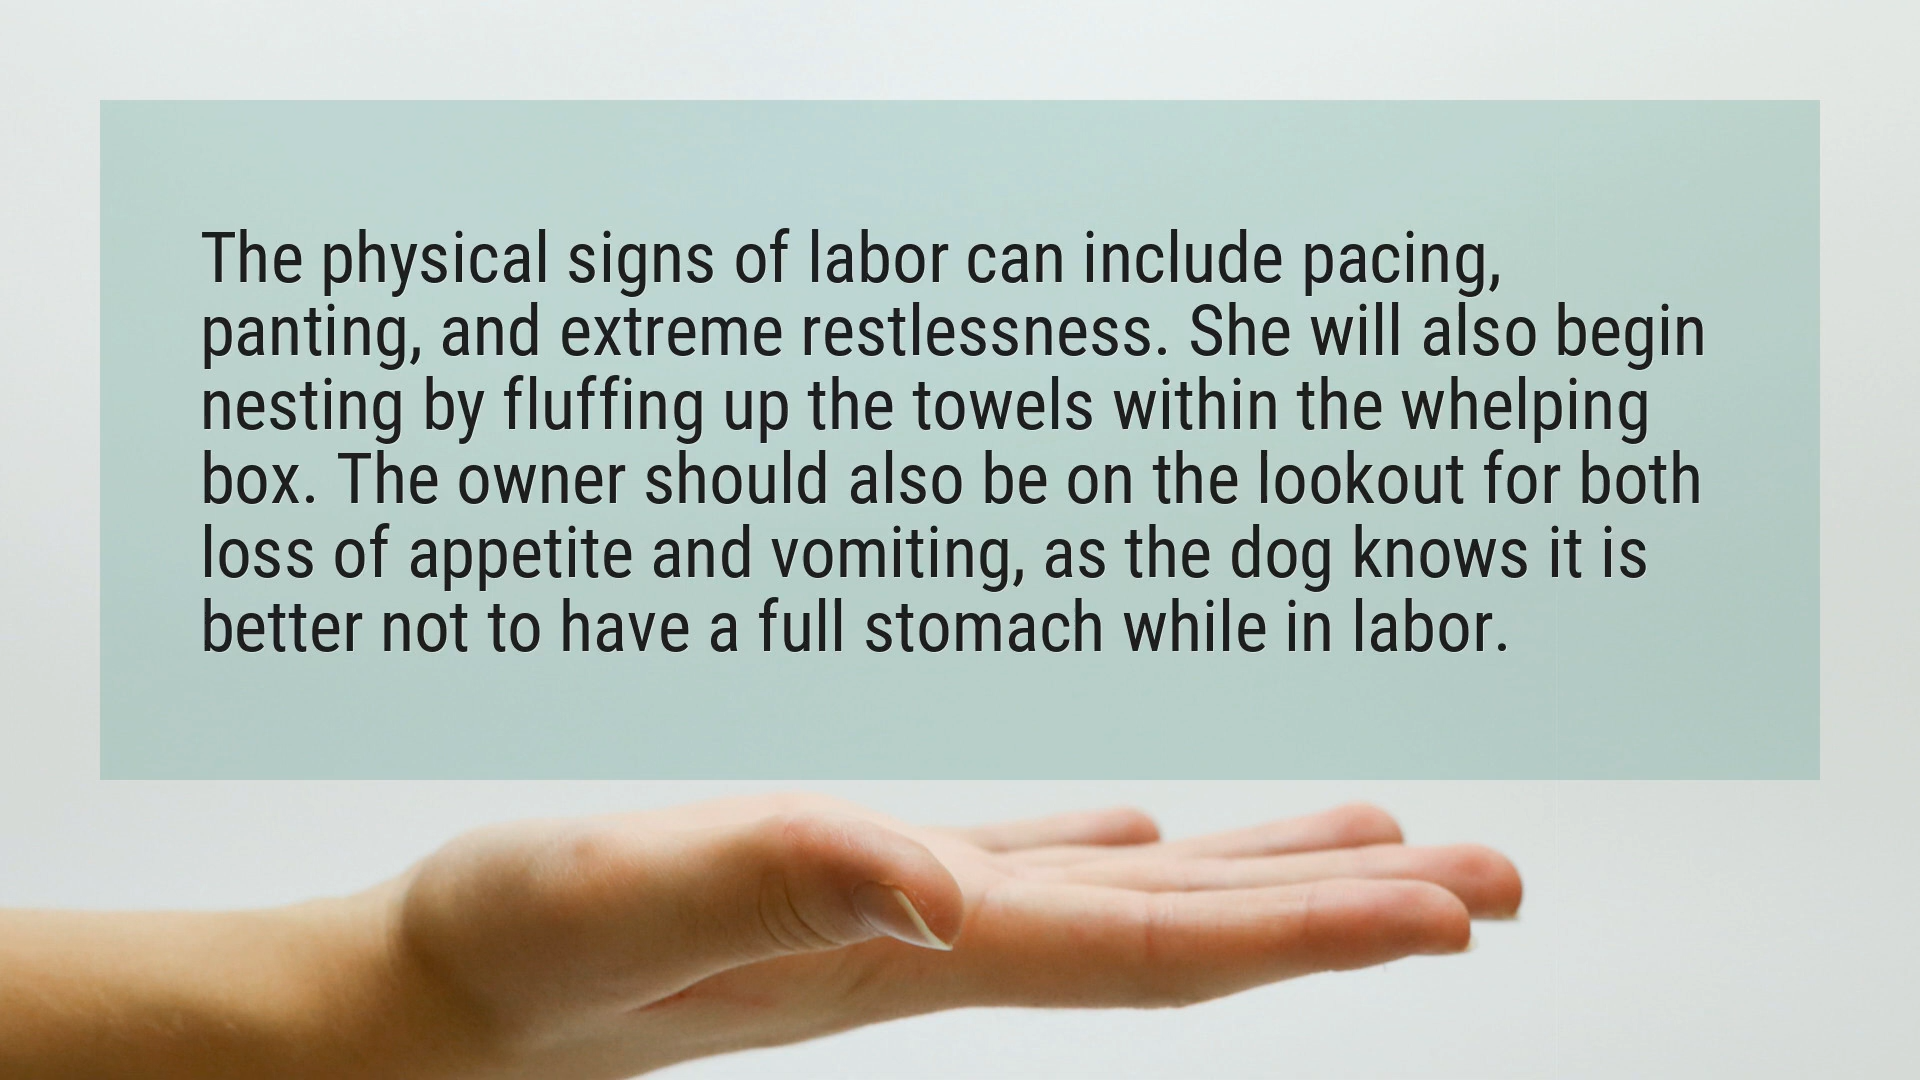 The physical signs of labor can include pacing,
panting, and extreme restlessness. She will also begin
nesting by fluffing up the towels within the whelping
box. The owner should also be on the lookout for both
loss of appetite and vomiting, as the dog knows it is
better not to have a full stomach while in labor.